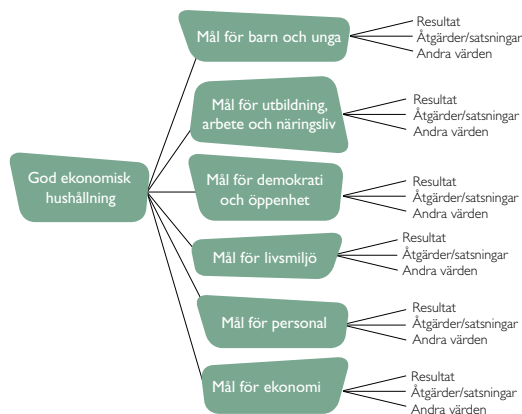 God ekonomisk
hushållning
Mål för barn och unga
Resultat
Åtgärder/satsningar
Andra värden
Mål för utbildning,
arbete och näringsliv
Resultat
Åtgärder/satsningar
Andra värden
Mål för demokrati
och öppenhet
Resultat
Åtgärder/satsningar
Andra värden
Mål för livsmiljö
Resultat
Åtgärder/satsningar
Andra värden
Mål för personal
Resultat
Åtgärder/satsningar
Andra värden
Mål för ekonomi
Resultat
Åtgärder/satsningar
Andra värden